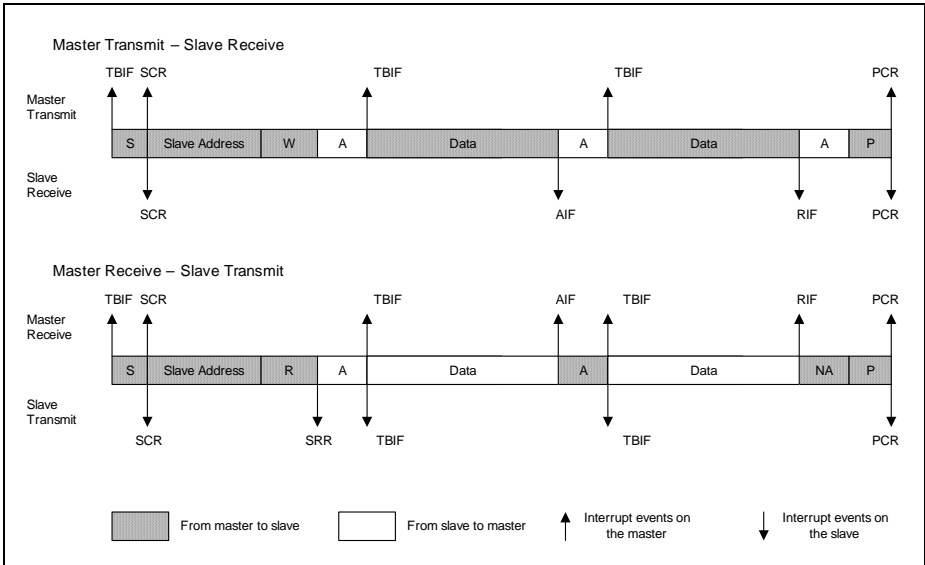 Master Transmit – Slave Receive
TBIF SCR TBIF TBIF PCR
Master
Transmit
S Slave Address W A Data A Data A P
Slave
Receive
SCR AIF RIF PCR
Master Receive – Slave Transmit
TBIF SCR TBIF AIF TBIF RIF PCR
Master
Receive
S Slave Address R A Data A Data NA P
Slave
Transmit
SCR SRR TBIF TBIF PCR
From master to slave
From slave to master
Interrupt events on
the master
Interrupt events on
the slave